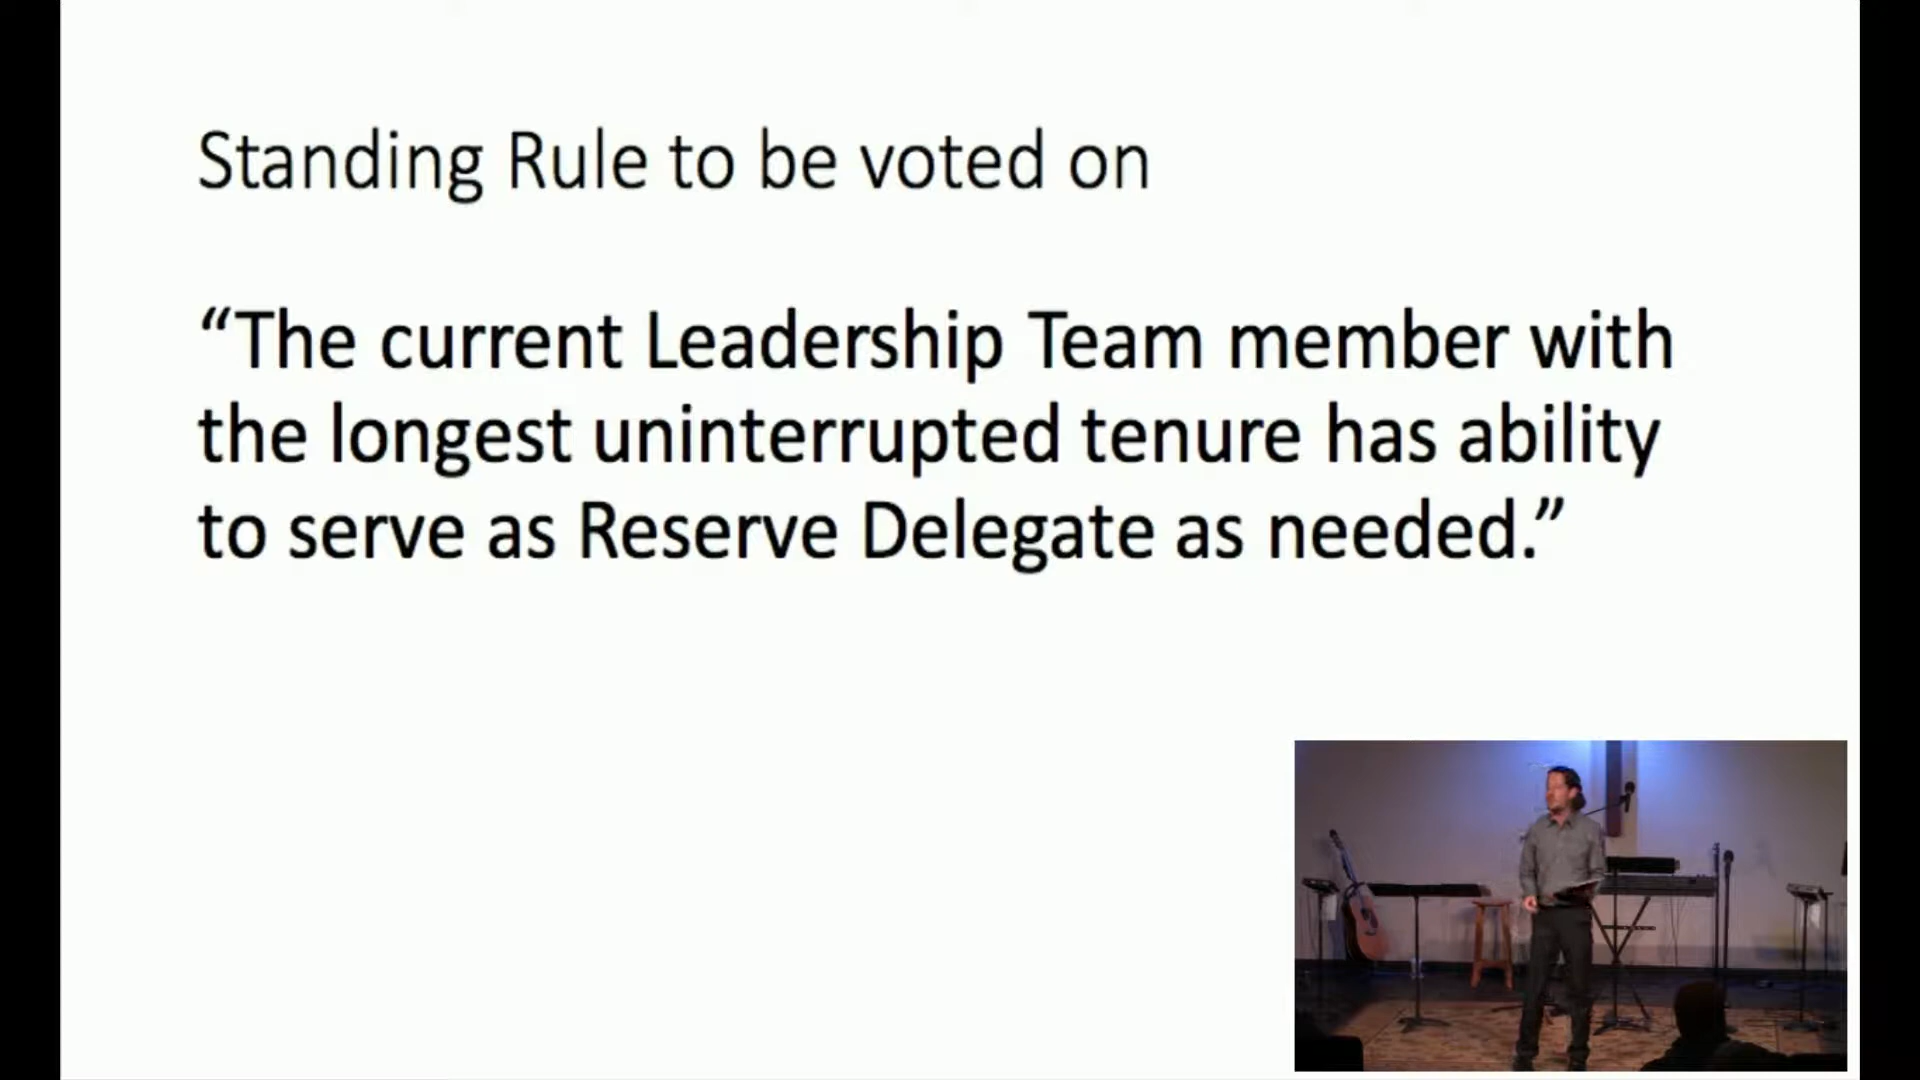 Standing Rule to be voted on
“The current Leadership Team member with
the longest uninterrupted tenure has ability
to serve as Reserve Delegate as needed.”